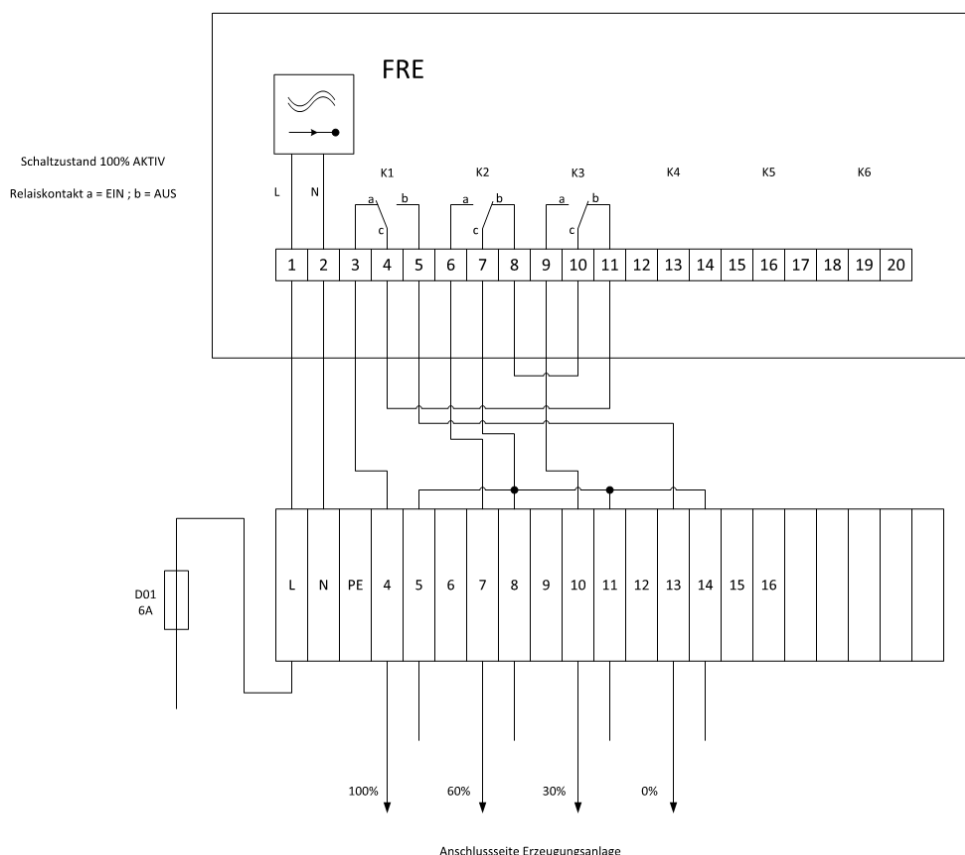 FRE
Schaltzustand 100% AKTIV
Relaiskontakt a = EIN ; b = AUS
L N
K1 K2 K3 K4 K5 K6
a b a b a b
c c c
1 2 3 4 5 6 7 8 9 10 11 12 13 14 15 16 17 18 19 20
D01
6A
L N PE 4 5 6 7 8 9 10 11 12 13 14 15 16
100% 60% 30% 0%
Anschlussseite Erzeugungsanlage